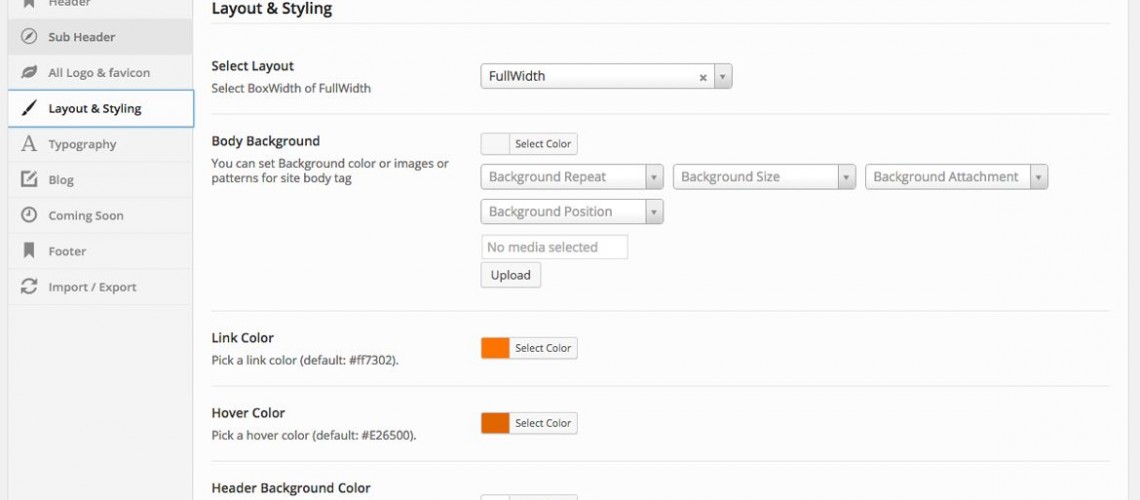 Header
Sub Header
All Logo & favicon
Layout & Styling
Typography
Blog
Coming Soon
Footer
Import / Export
Layout & Styling
Select Layout
Select BoxWidth of FullWidth
FullWidth
Body Background
You can set Background color or images or
patterns for site body tag
Select Color
Background Repeat
Background Size
Background Attachment
Background Position
No media selected
Upload
Link Color
Pick a link color (default: #ff7302).
Select Color
Hover Color
Pick a hover color (default: #E26500).
Select Color
Header Background Color